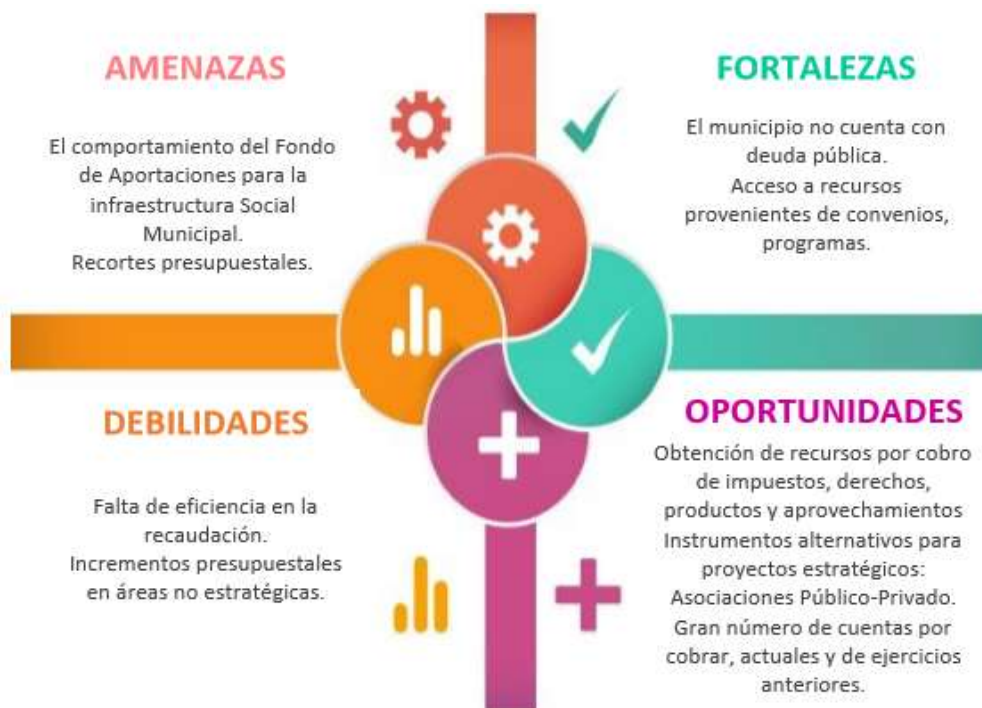 AMENAZAS
El comportamiento del Fondo
de Aportaciones para la
infraestructura Social
Municipal.
Recortes presupuestales.
FORTALEZAS
El municipio no cuenta con
deuda pública.
Acceso a recursos
provenientes de convenios,
programas.
DEBILIDADES
Falta de eficiencia en la
recaudación.
Incrementos presupuestales
en áreas no estratégicas.
OPORTUNIDADES
Obtención de recursos por cobro
de impuestos, derechos,
productos y aprovechamientos
Instrumentos alternativos para
proyectos estratégicos:
Asociaciones Público-Privado.
Gran número de cuentas por
cobrar, actuales y de ejercicios
anteriores.